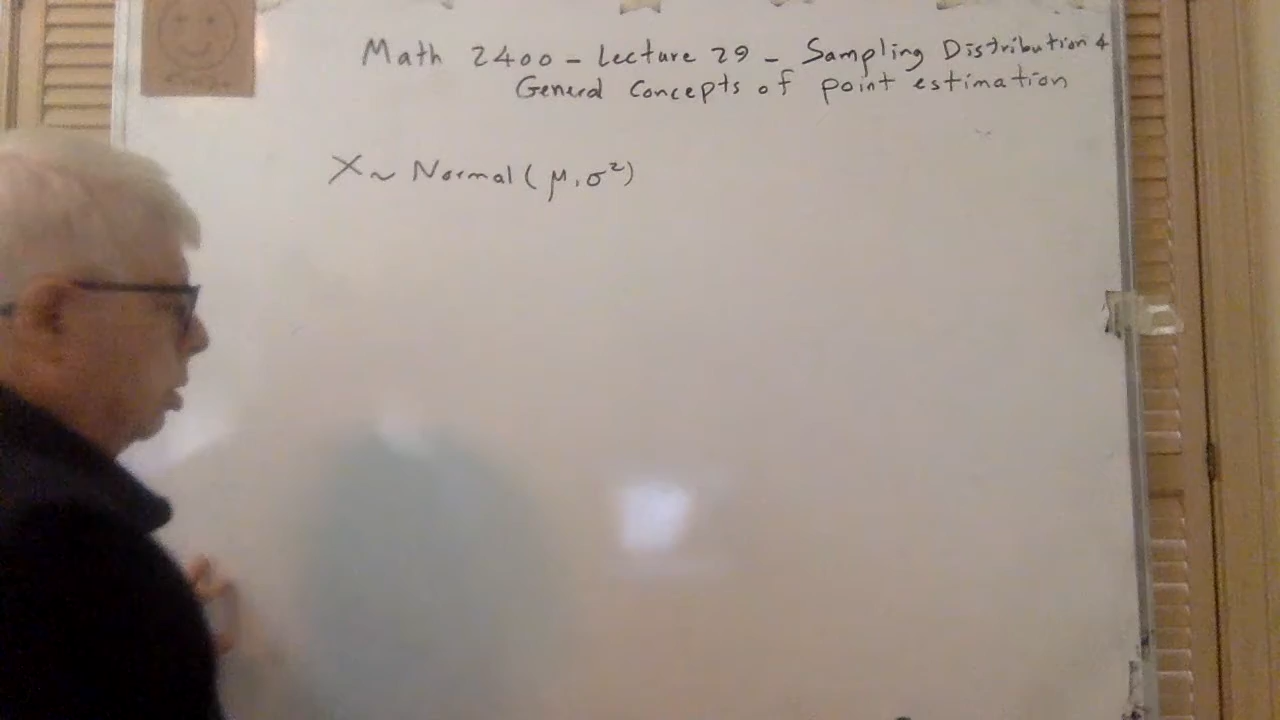 Math 2400 - Lecture 29 - Sampling Distribution &
General Concepts of point estimation
X ~ Normal ( μ, σ²)